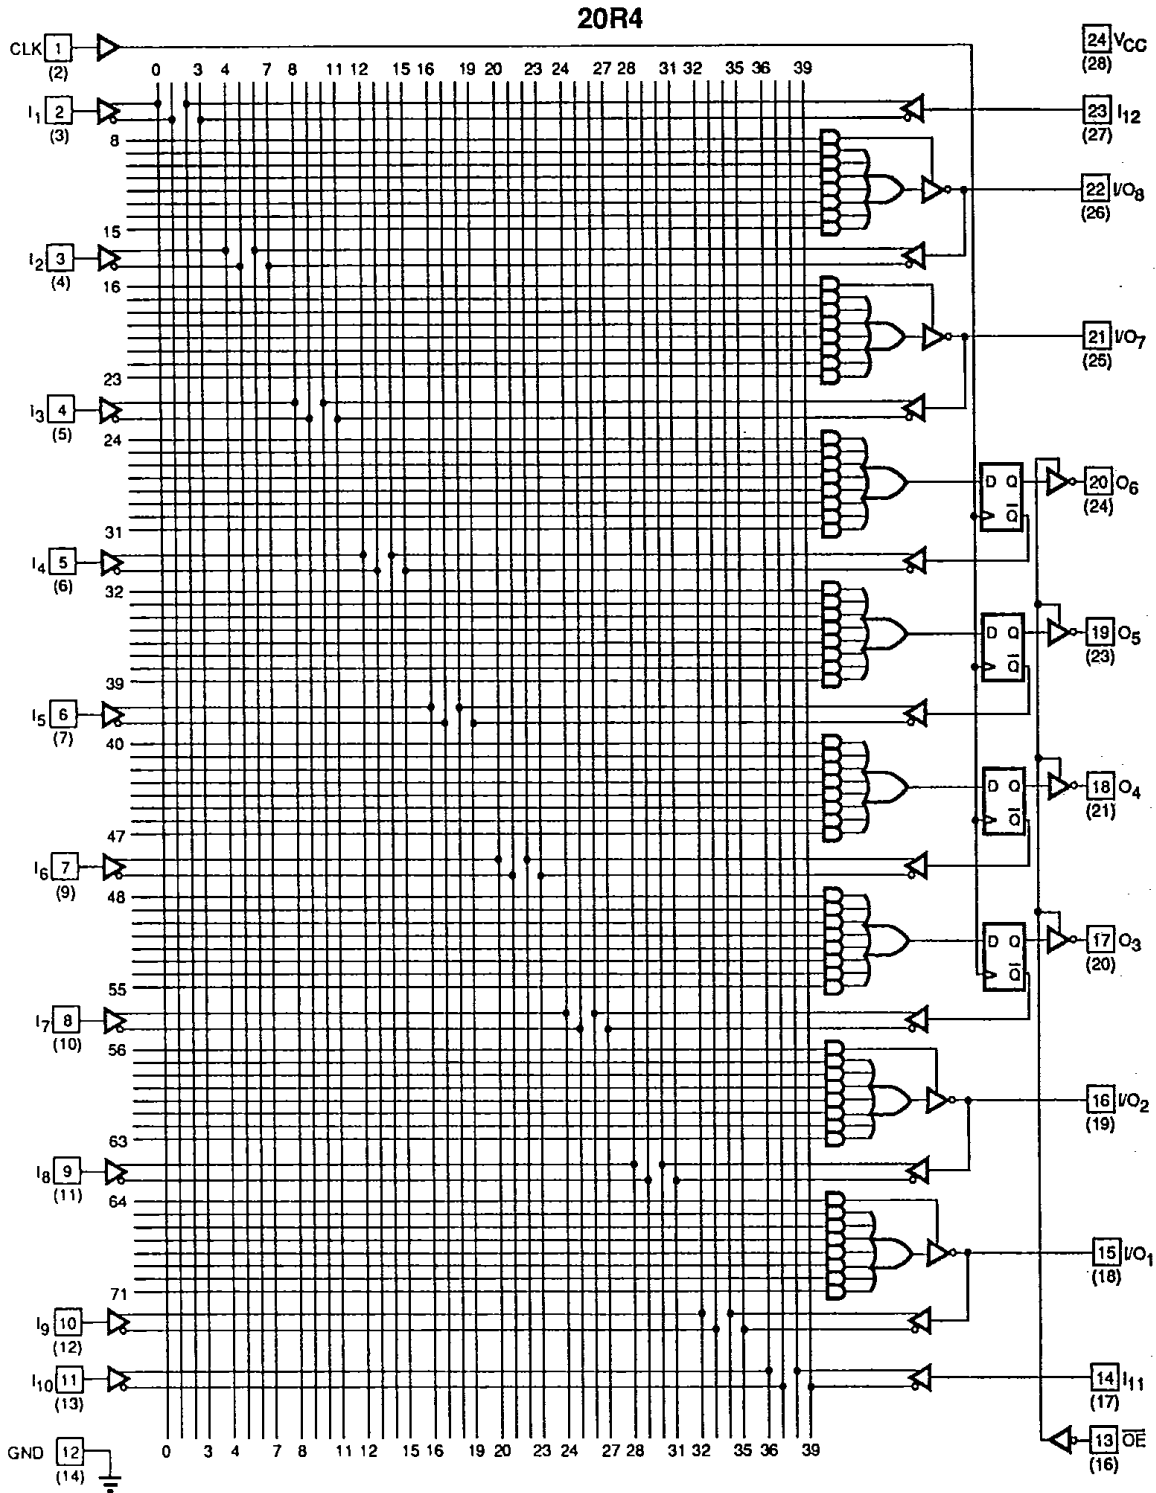 20R4
CLK 1
(2)
24 VCC
(28)
0 3 4 7 8 11 12 15 16 19 20 23 24 27 28 31 32 35 36 39
I1 2
(3)
23 I12
(27)
8
22 I/O8
(26)
15
I2 3
(4)
16
21 I/O7
(25)
23
I3 4
(5)
24
D Q
20 O6
(24)
Q̅
31
I4 5
(6)
32
D Q
19 O5
(23)
Q̅
39
I5 6
(7)
40
D Q
18 O4
(21)
Q̅
47
I6 7
(9)
48
D Q
17 O3
(20)
Q̅
55
I7 8
(10)
56
16 I/O2
(19)
63
I8 9
(11)
64
15 I/O1
(18)
71
I9 10
(12)
I10 11
(13)
14 I11
(17)
0 3 4 7 8 11 12 15 16 19 20 23 24 27 28 31 32 35 36 39
GND 12
(14)
13 O̅E̅
(16)